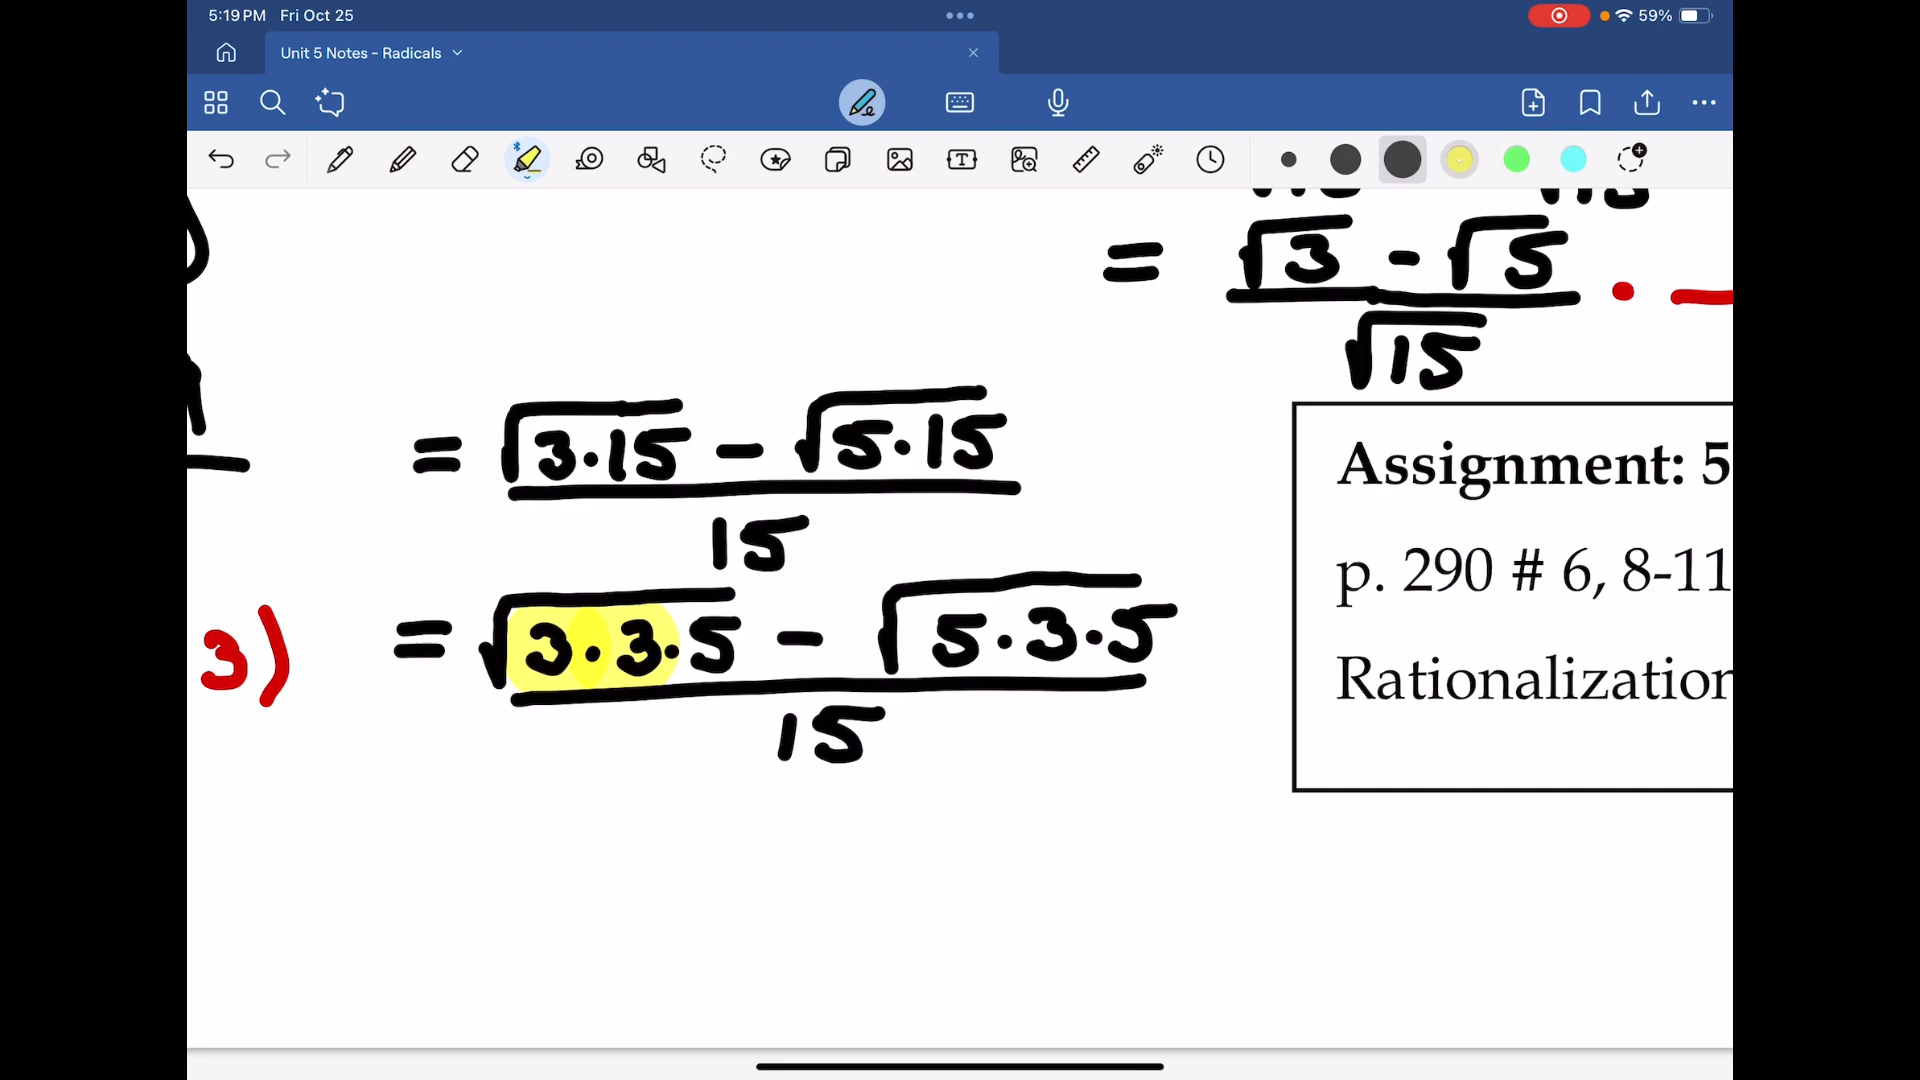 5:19 PM Fri Oct 25
59%
Unit 5 Notes - Radicals
= √3 - √5 ·
√15
= √3·15 - √5·15
15
3) = √3·3·5 - √5·3·5
15
Assignment: 5
p. 290 # 6, 8-11
Rationalization